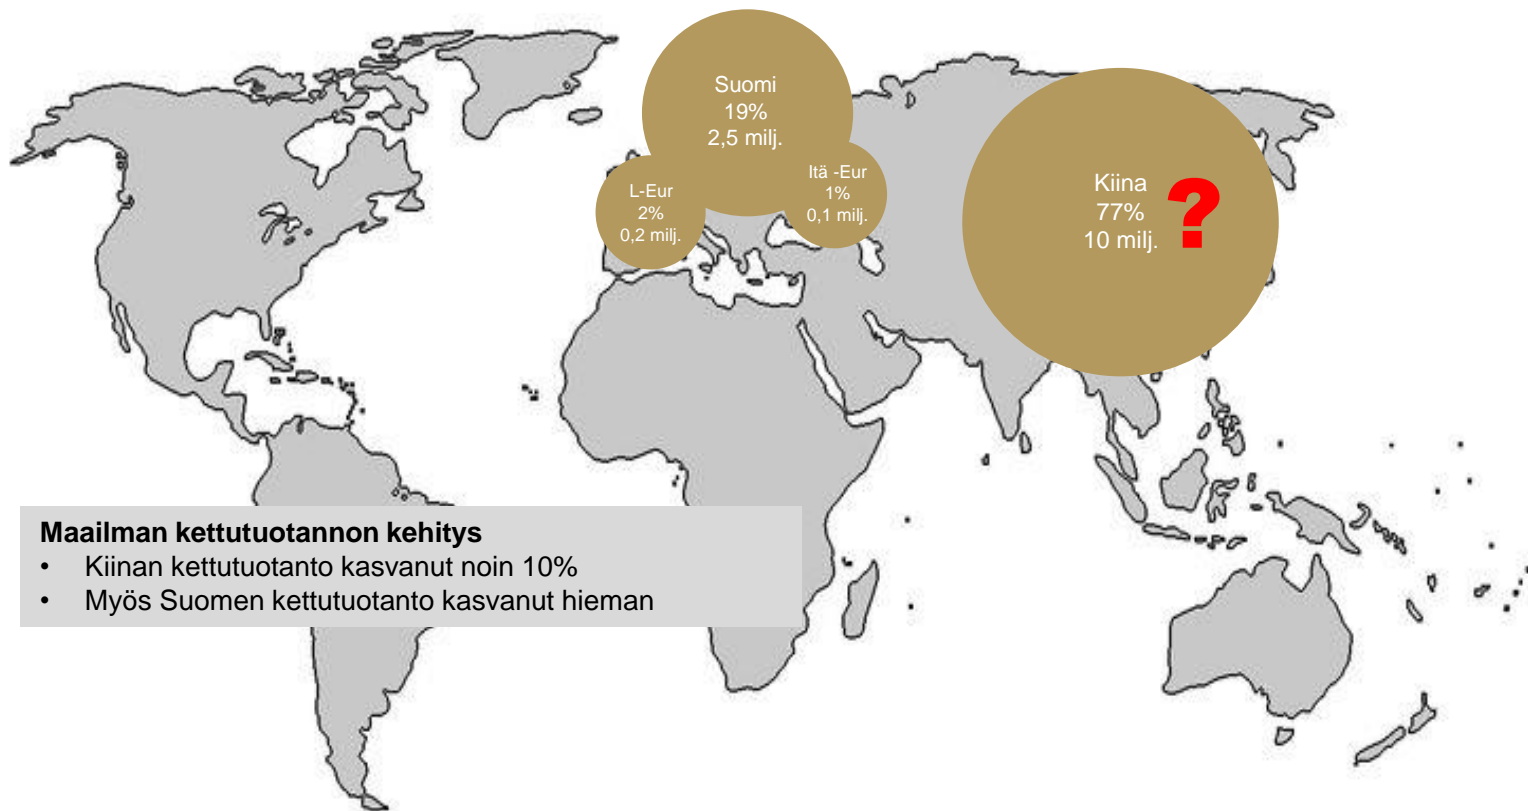 Suomi
19%
2,5 milj.
L-Eur
2%
0,2 milj.
Itä -Eur
1%
0,1 milj.
Kiina
77%
10 milj.
?
Maailman kettutuotannon kehitys
• Kiinan kettutuotanto kasvanut noin 10%
• Myös Suomen kettutuotanto kasvanut hieman